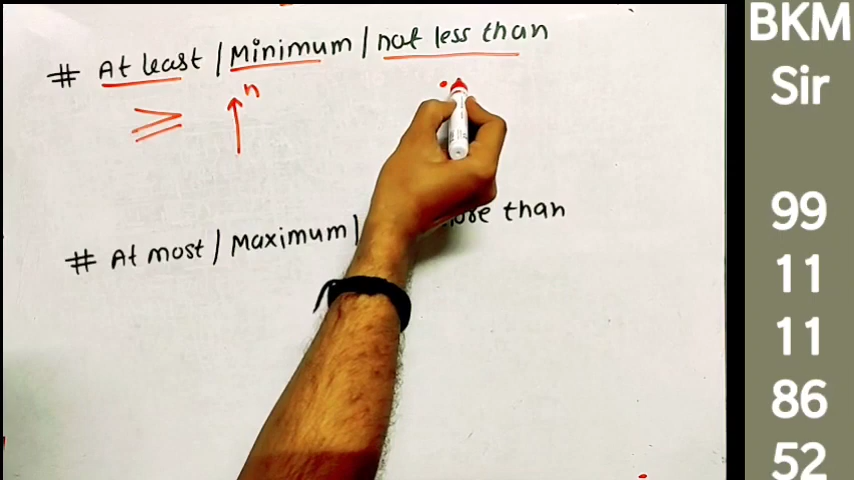 # At least / Minimum / not less than
≥ ↑ n
# At most / Maximum / than
BKM
Sir
99
11
11
86
52